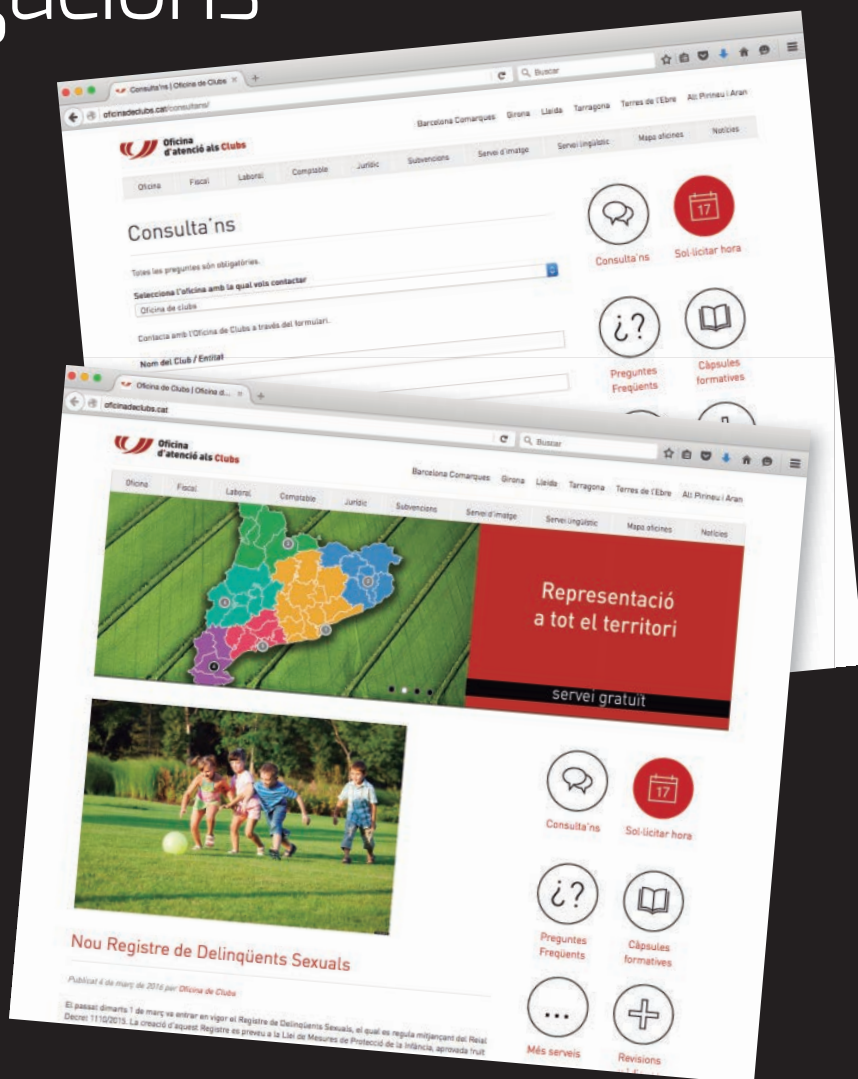 gacions
Consulta'ns | Oficina de Clubs × +
oficinadeclubs.cat/consultans/
Buscar
Oficina
d'atenció als Clubs
Barcelona Comarques Girona Lleida Tarragona Terres de l'Ebre Alt Pirineu i Aran
Oficina Fiscal Laboral Comptable Jurídic Subvencions Servei d'imatge Servei lingüístic Mapa oficines Notícies
Consulta'ns
Totes les preguntes són obligatòries.
Selecciona l'oficina amb la qual vols contactar
Oficina de clubs
Contacta amb l'Oficina de Clubs a través del formulari.
Nom del Club / Entitat
Consulta'ns
17
Sol·licitar hora
¿?
Preguntes
Freqüents
Càpsules
formatives
Oficina de Clubs | Oficina d... × +
oficinadeclubs.cat
Buscar
Oficina
d'atenció als Clubs
Barcelona Comarques Girona Lleida Tarragona Terres de l'Ebre Alt Pirineu i Aran
Oficina Fiscal Laboral Comptable Jurídic Subvencions Servei d'imatge Servei lingüístic Mapa oficines Notícies
Representació
a tot el territori
servei gratuït
Consulta'ns
17
Sol·licitar hora
¿?
Preguntes
Freqüents
Càpsules
formatives
...
Més serveis
Revisions
Nou Registre de Delinqüents Sexuals
Publicat 4 de març de 2016 per Oficina de Clubs
El passat dimarts 1 de març va entrar en vigor el Registre de Delinqüents Sexuals, el qual es regula mitjançant del Reial
Decret 1110/2015. La creació d'aquest Registre es preveu a la Llei de Mesures de Protecció de la Infància, aprovada fruit